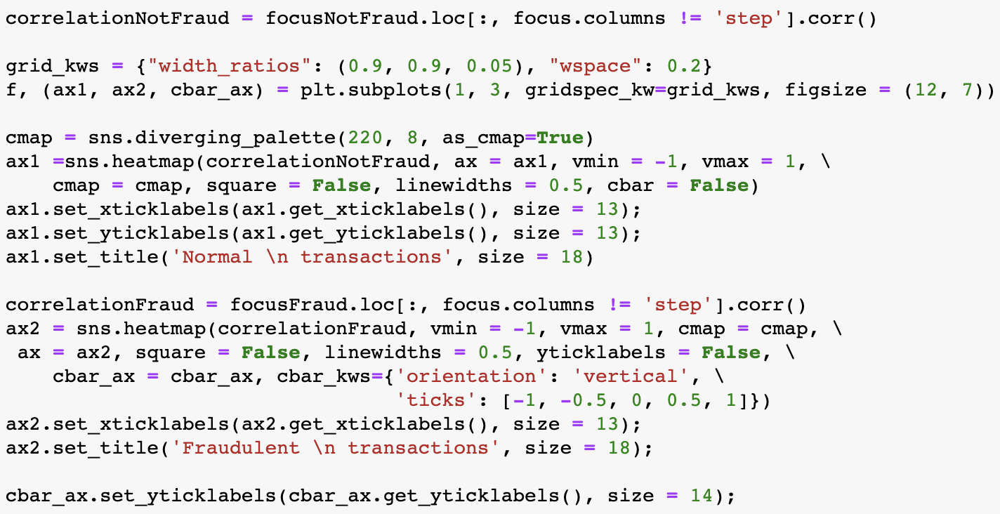 correlationNotFraud = focusNotFraud.loc[:, focus.columns != 'step'].corr()

grid_kws = {"width_ratios": (0.9, 0.9, 0.05), "wspace": 0.2}
f, (ax1, ax2, cbar_ax) = plt.subplots(1, 3, gridspec_kw=grid_kws, figsize = (12, 7))

cmap = sns.diverging_palette(220, 8, as_cmap=True)
ax1 =sns.heatmap(correlationNotFraud, ax = ax1, vmin = -1, vmax = 1, \
    cmap = cmap, square = False, linewidths = 0.5, cbar = False)
ax1.set_xticklabels(ax1.get_xticklabels(), size = 13);
ax1.set_yticklabels(ax1.get_yticklabels(), size = 13);
ax1.set_title('Normal \n transactions', size = 18)

correlationFraud = focusFraud.loc[:, focus.columns != 'step'].corr()
ax2 = sns.heatmap(correlationFraud, vmin = -1, vmax = 1, cmap = cmap, \
 ax = ax2, square = False, linewidths = 0.5, yticklabels = False, \
    cbar_ax = cbar_ax, cbar_kws={'orientation': 'vertical', \
                                 'ticks': [-1, -0.5, 0, 0.5, 1]})
ax2.set_xticklabels(ax2.get_xticklabels(), size = 13);
ax2.set_title('Fraudulent \n transactions', size = 18);

cbar_ax.set_yticklabels(cbar_ax.get_yticklabels(), size = 14);